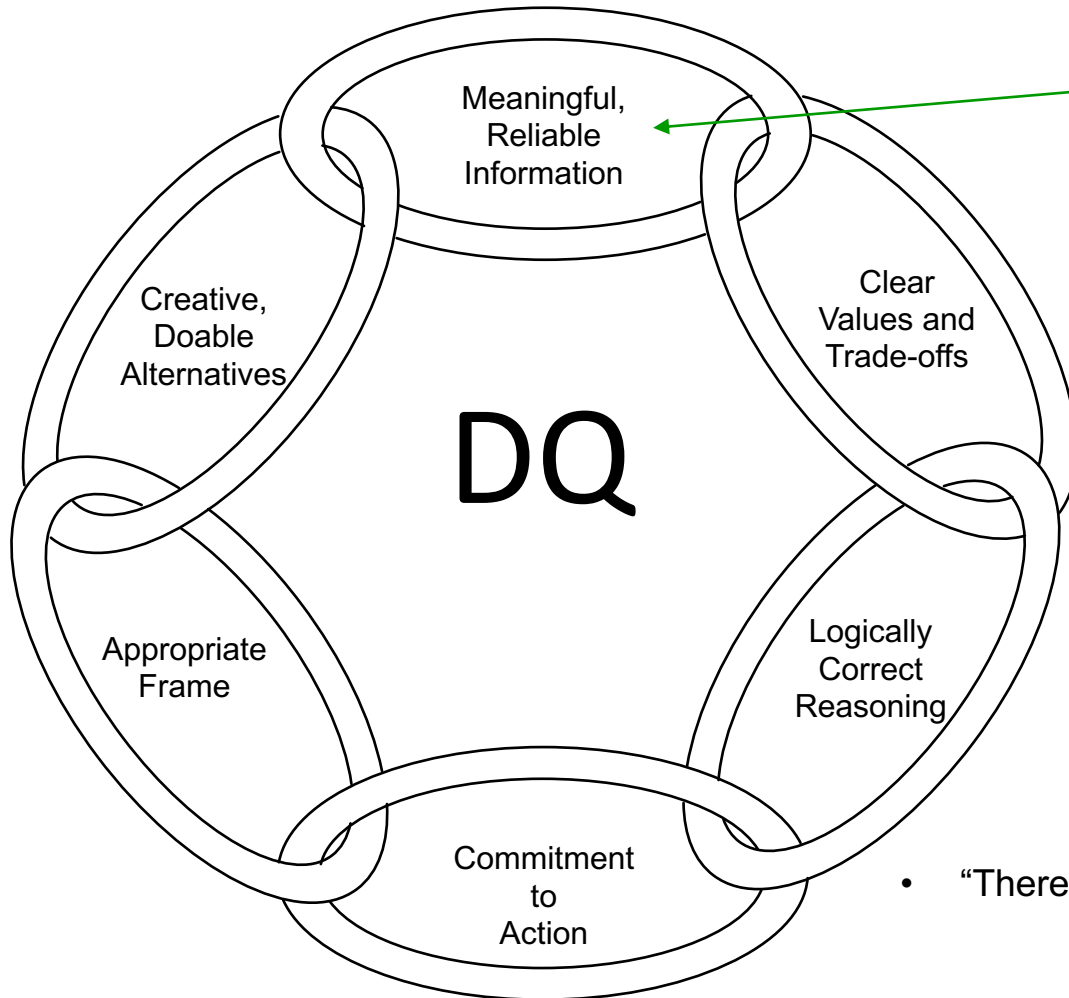 Meaningful,
Reliable
Information
Creative,
Doable
Alternatives
Clear
Values and
Trade-offs
DQ
Appropriate
Frame
Logically
Correct
Reasoning
Commitment
to
Action
• “There